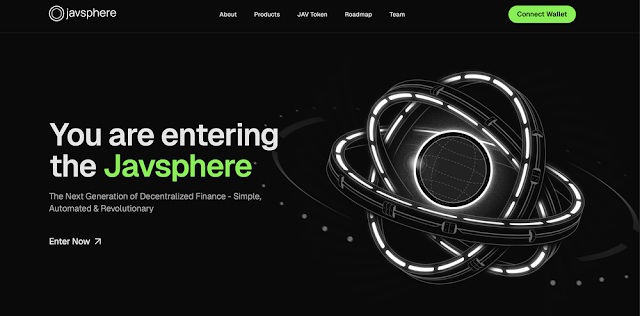 javsphere
About
Products
JAV Token
Roadmap
Team
Connect Wallet
You are entering
the Javsphere
The Next Generation of Decentralized Finance - Simple,
Automated & Revolutionary
Enter Now